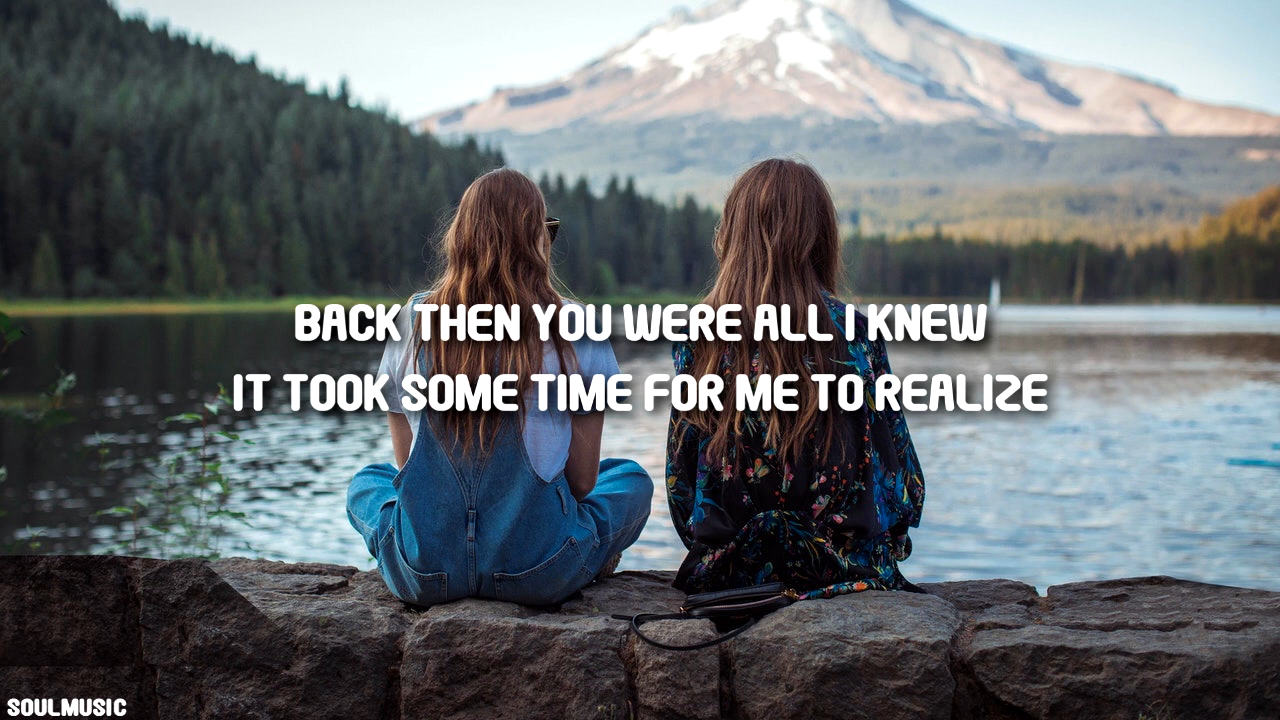 BACK THEN YOU WERE ALL I KNEW
IT TOOK SOME TIME FOR ME TO REALIZE
SOULMUSIC